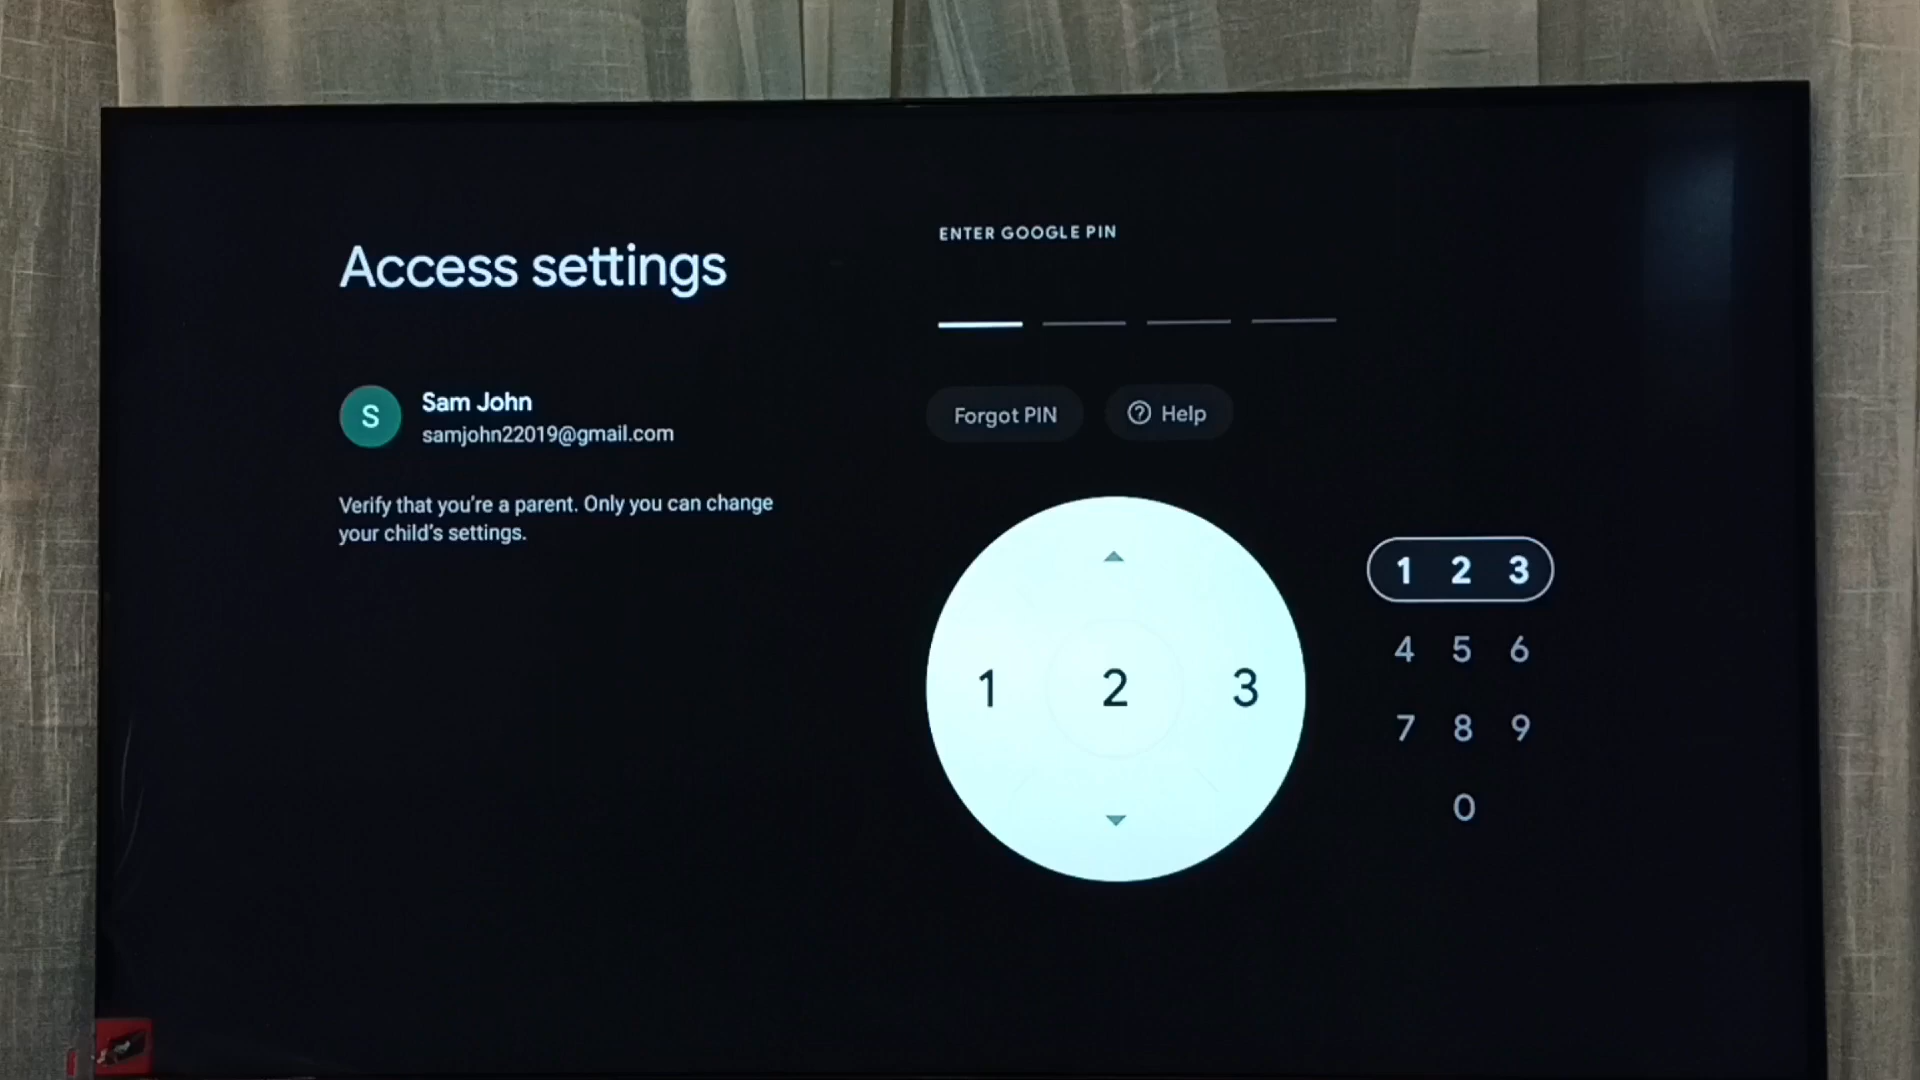 Access settings
Sam John
S
samjohn22019@gmail.com
Verify that you're a parent. Only you can change
your child's settings.
ENTER GOOGLE PIN
Forgot PIN
? Help
1 2 3
1 2 3
4 5 6
7 8 9
0